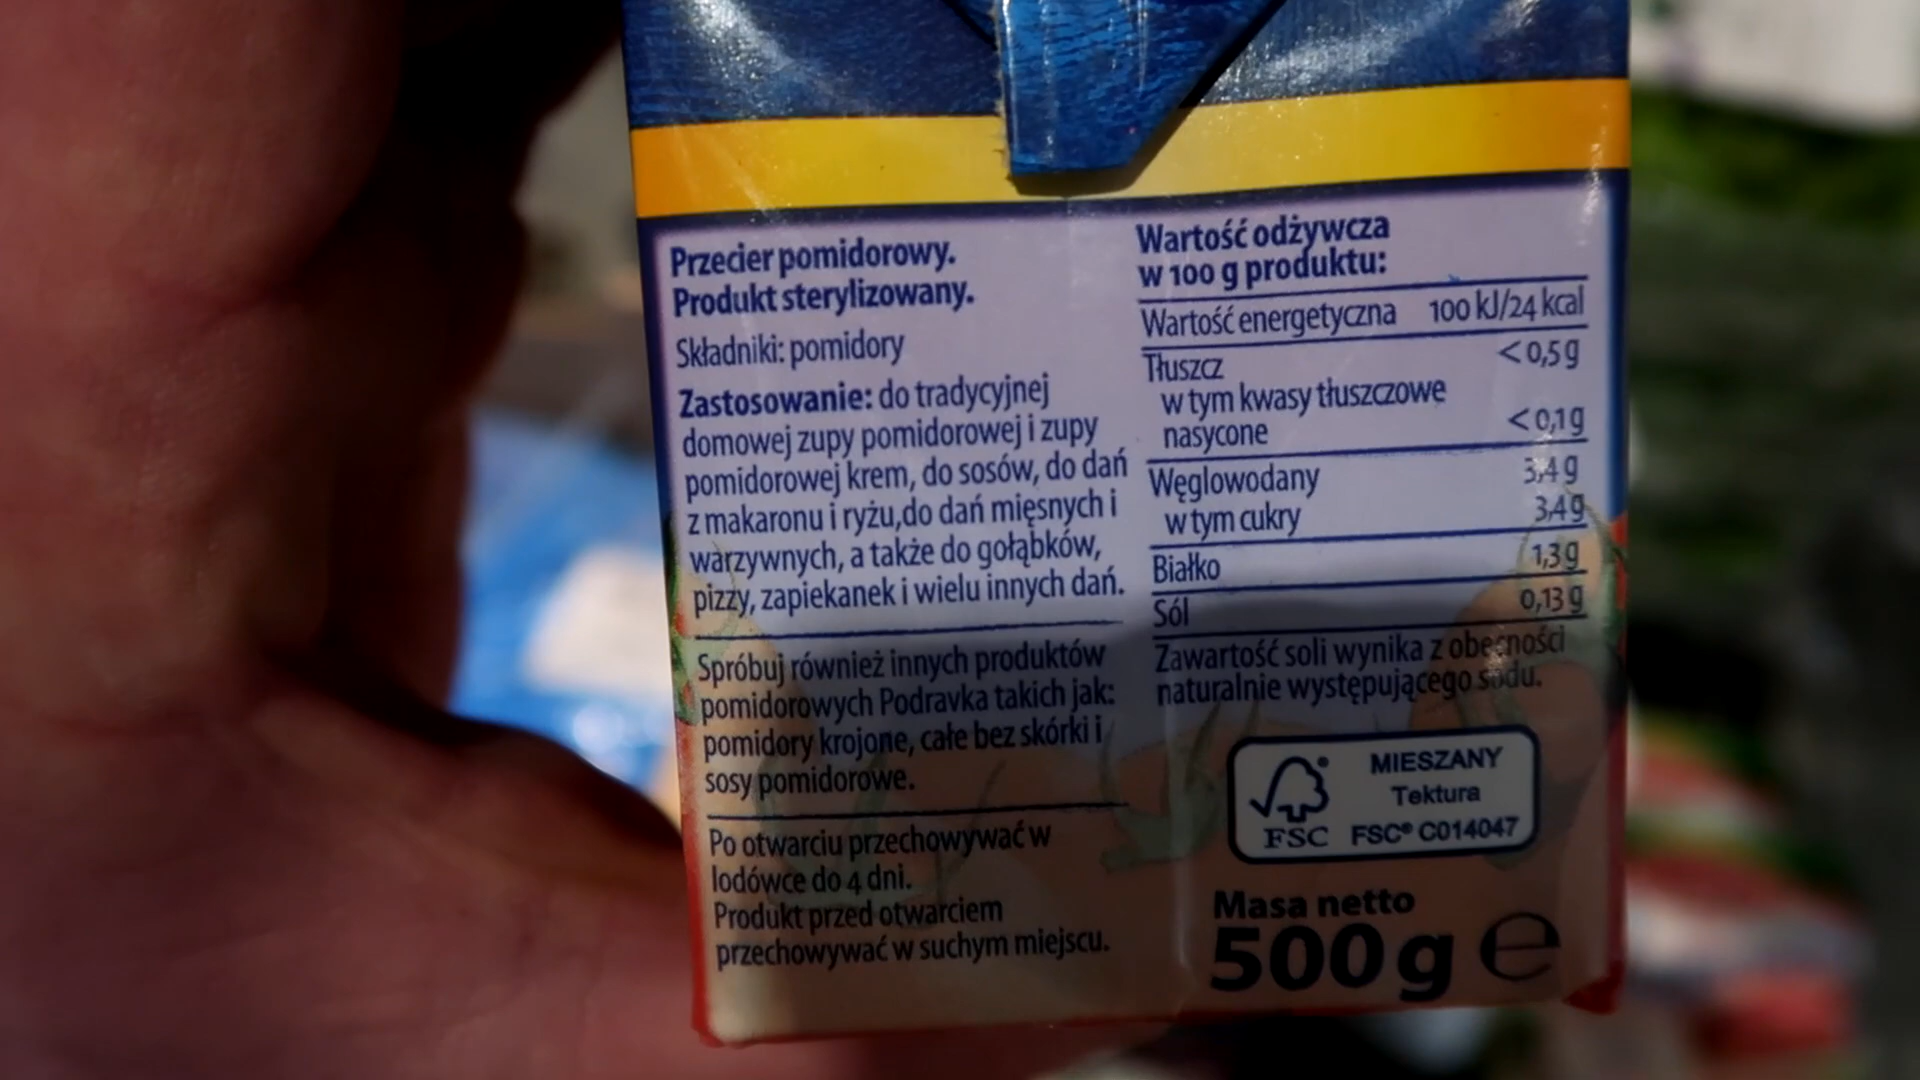 Przecier pomidorowy.
Produkt sterylizowany.
Składniki: pomidory
Zastosowanie: do tradycyjnej
domowej zupy pomidorowej i zupy
pomidorowej krem, do sosów, do dań
z makaronu i ryżu,do dań mięsnych i
warzywnych, a także do gołąbków,
pizzy, zapiekanek i wielu innych dań.
Spróbuj również innych produktów
pomidorowych Podravka takich jak:
pomidory krojone, całe bez skórki i
sosy pomidorowe.
Po otwarciu przechowywać w
lodówce do 4 dni.
Produkt przed otwarciem
przechowywać w suchym miejscu.
Wartość odżywcza
w 100 g produktu:
Wartość energetyczna 100 kJ/24 kcal
Tłuszcz <0,5 g
w tym kwasy tłuszczowe
nasycone <0,1 g
Węglowodany 3,4 g
w tym cukry 3,4 g
Białko 1,3 g
Sól 0,13 g
Zawartość soli wynika z obecności
naturalnie występującego sodu.
MIESZANY
Tektura
FSC FSC® C014047
Masa netto
500 g e